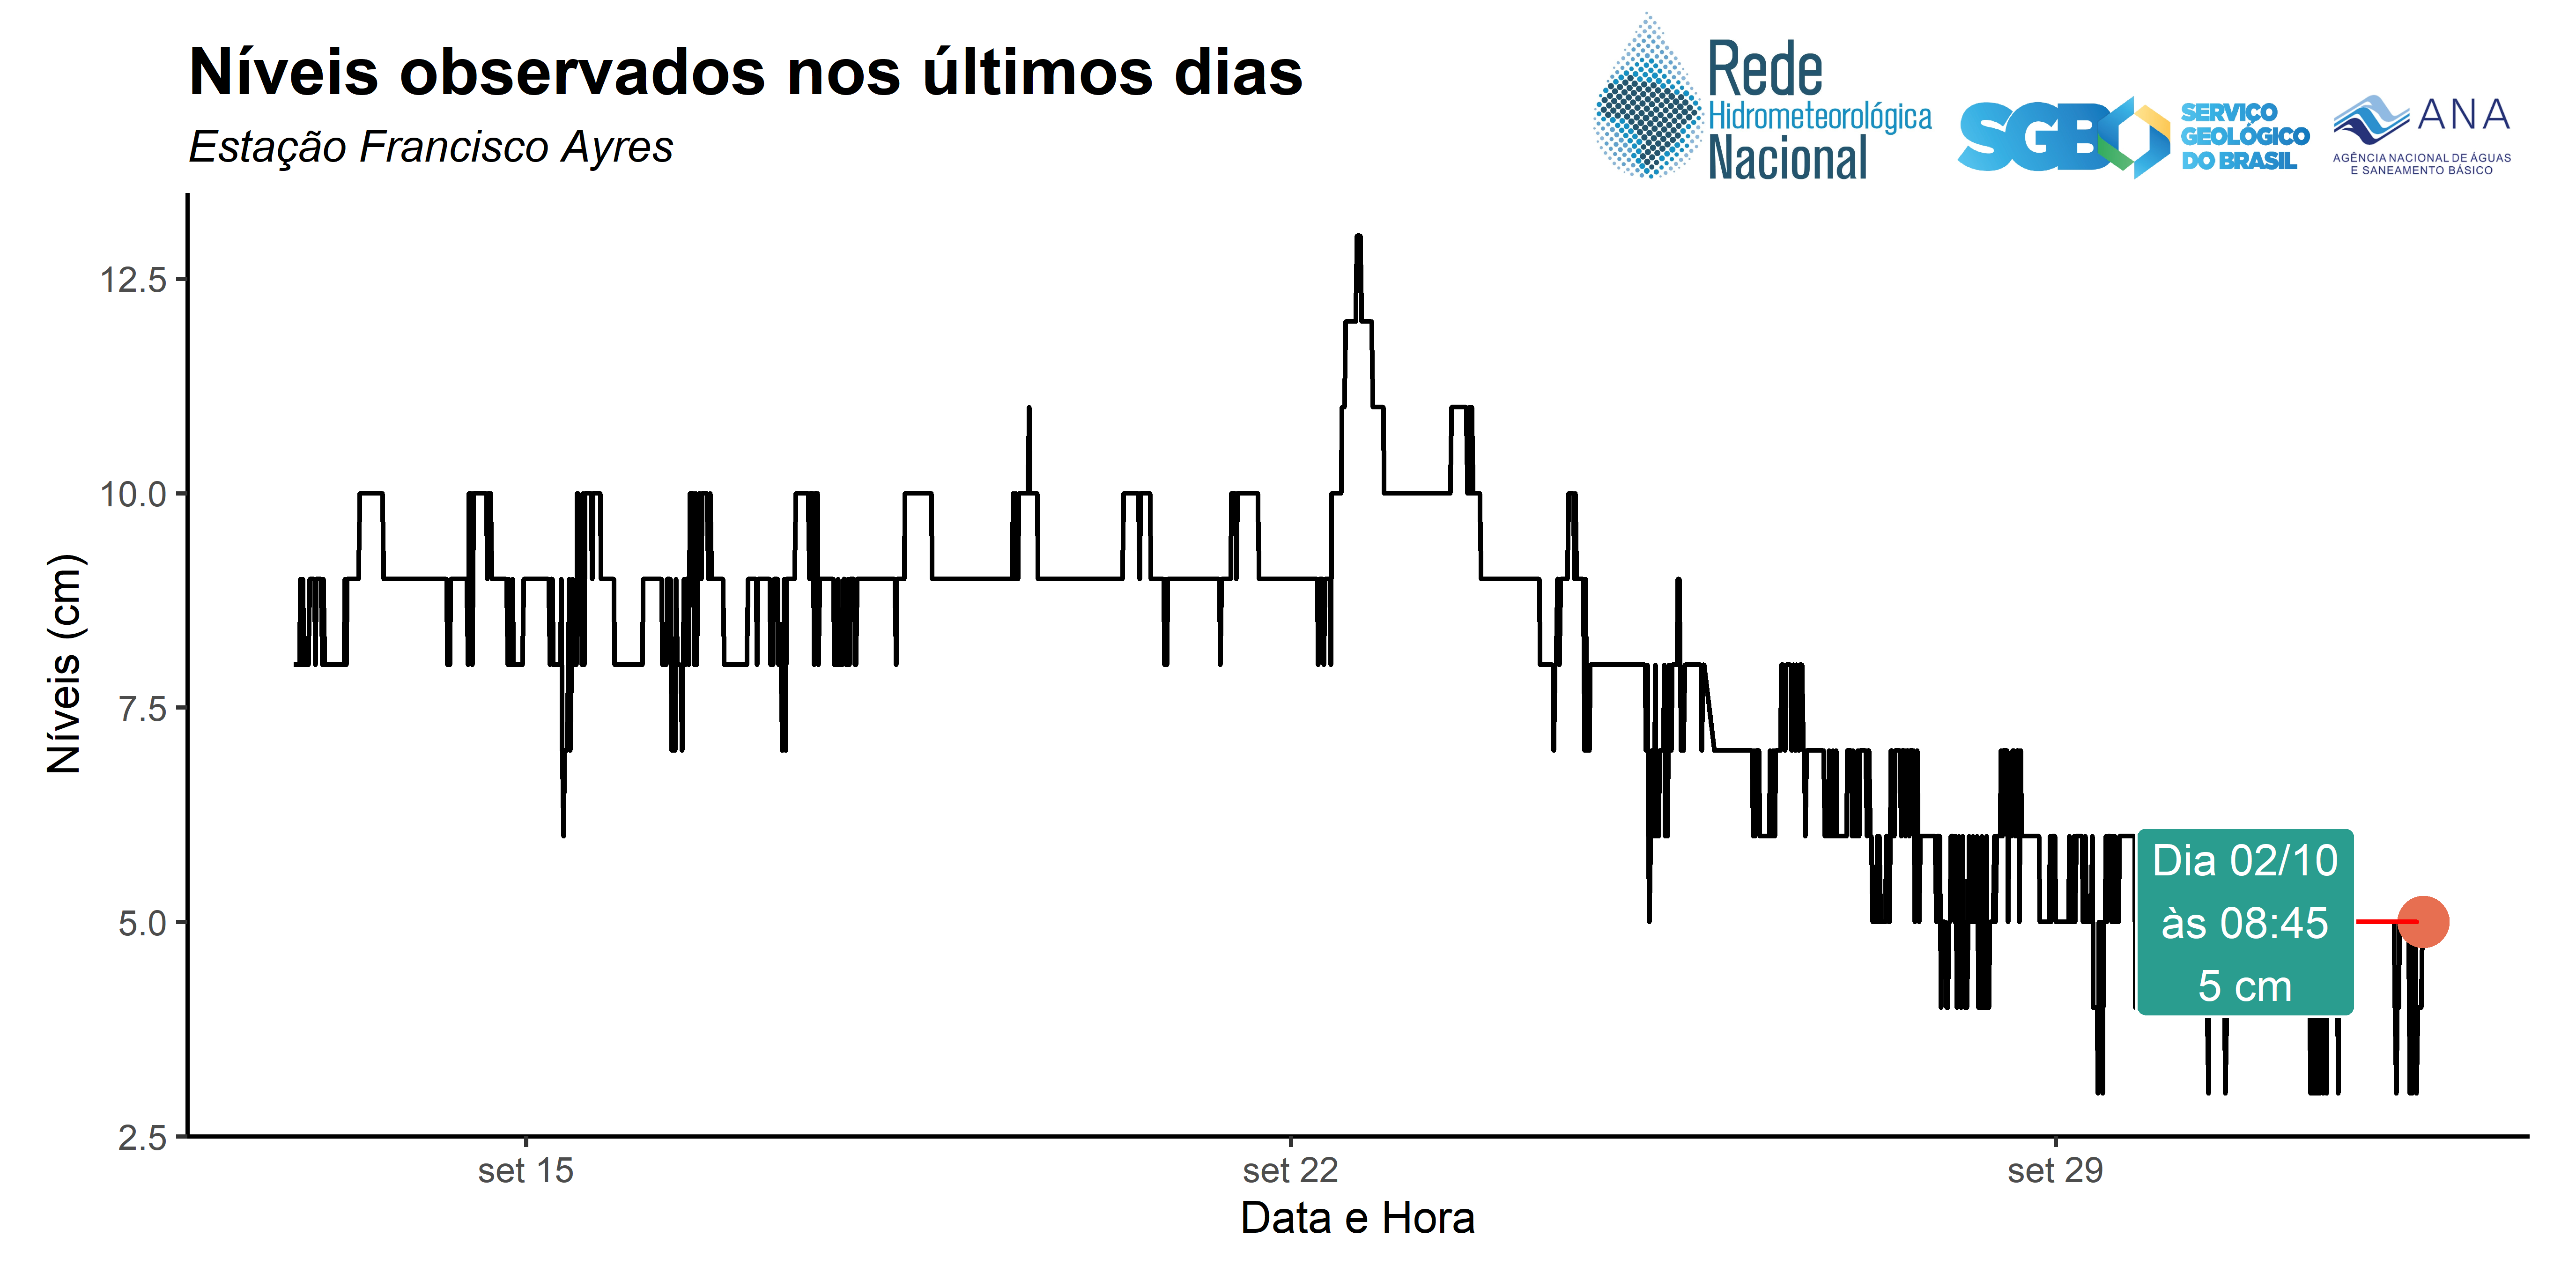 Níveis observados nos últimos dias
Estação Francisco Ayres
Rede
Hidrometeorológica
Nacional
SGB
SERVIÇO
GEOLÓGICO
DO BRASIL
ANA
AGÊNCIA NACIONAL DE ÁGUAS
E SANEAMENTO BÁSICO
Níveis (cm)
12.5
10.0
7.5
5.0
2.5
Dia 02/10
às 08:45
5 cm
set 15
set 22
set 29
Data e Hora